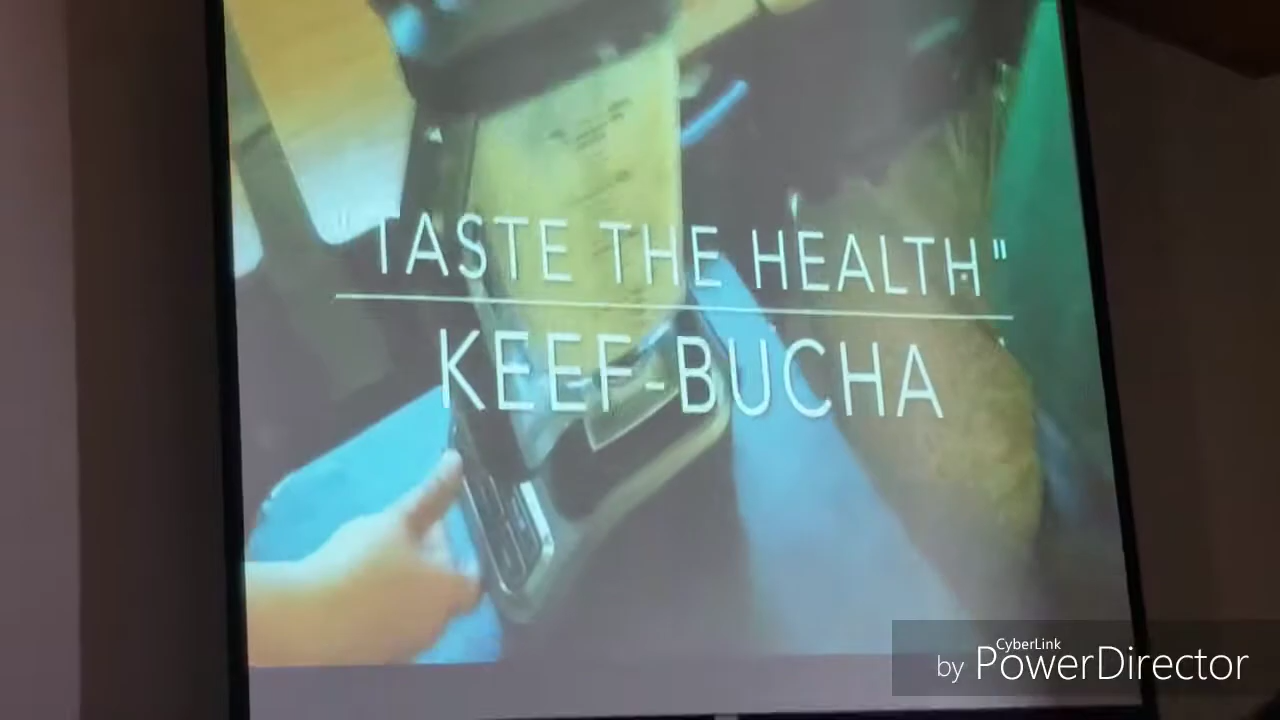 "TASTE THE HEALTH"
KEEF-BUCHA
CyberLink
by PowerDirector